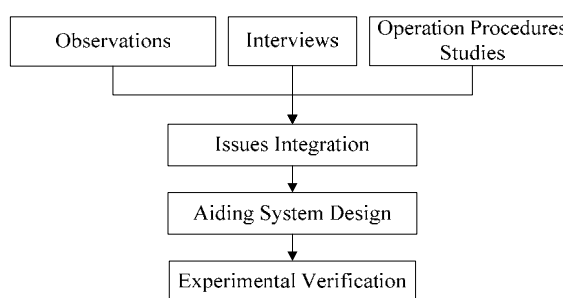 Observations
Interviews
Operation Procedures
Studies
Issues Integration
Aiding System Design
Experimental Verification